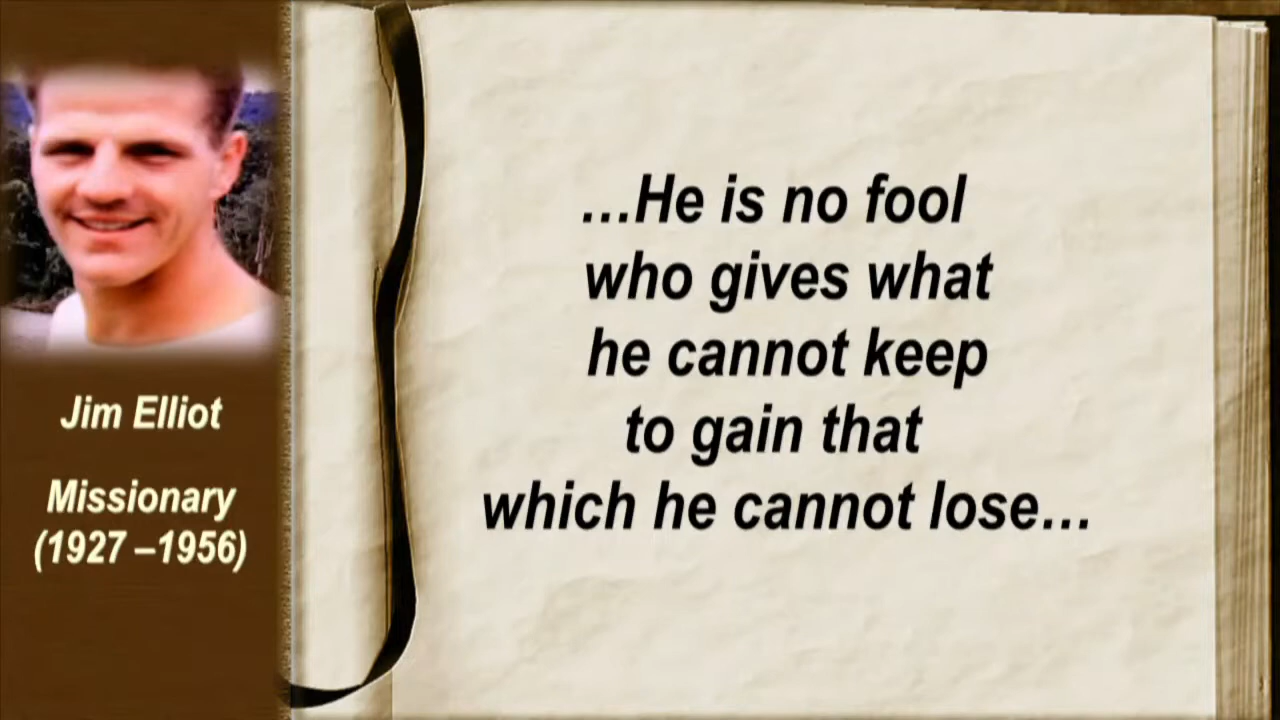 Jim Elliot
Missionary
(1927 –1956)
…He is no fool
who gives what
he cannot keep
to gain that
which he cannot lose…